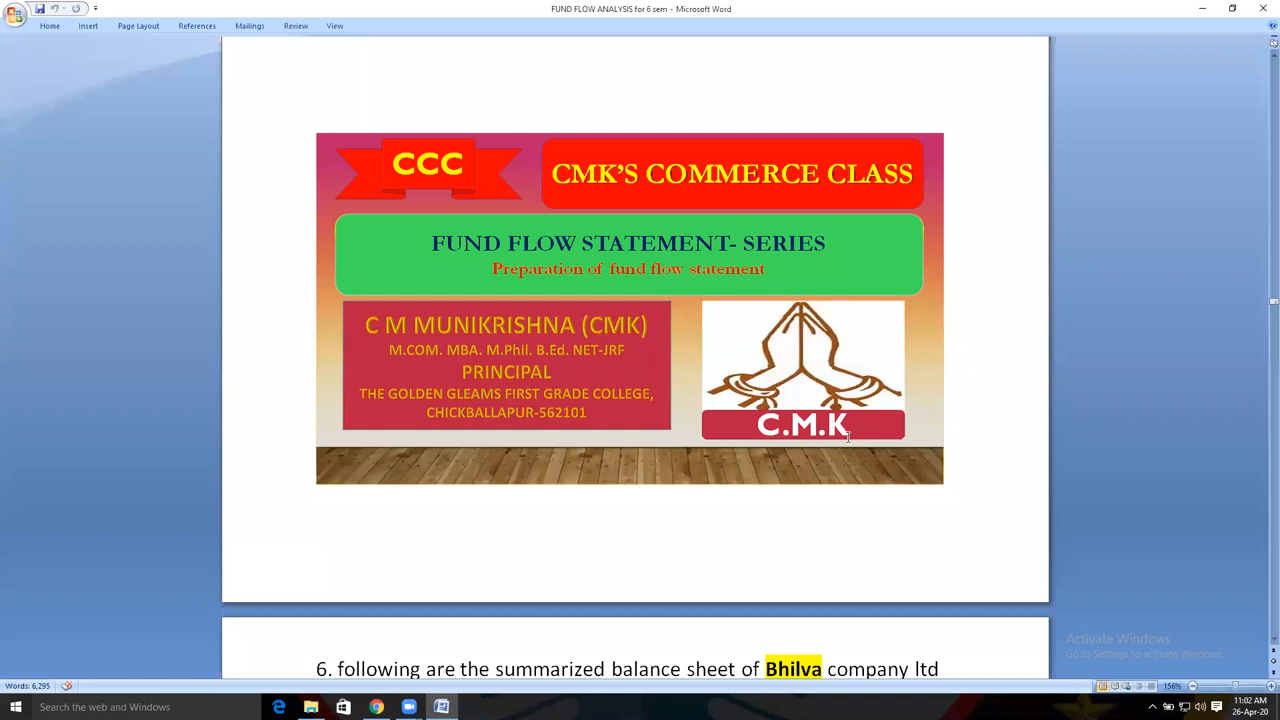 FUND FLOW ANALYSIS for 6 sem - Microsoft Word
Home Insert Page Layout References Mailings Review View
CCC
CMK'S COMMERCE CLASS
FUND FLOW STATEMENT- SERIES
Preparation of fund flow statement
C M MUNIKRISHNA (CMK)
M.COM. MBA. M.Phil. B.Ed. NET-JRF
PRINCIPAL
THE GOLDEN GLEAMS FIRST GRADE COLLEGE,
CHICKBALLAPUR-562101
C.M.K
6. following are the summarized balance sheet of Bhilva company ltd
Activate Windows
Go to Settings to activate Windows.
Words: 6,295
156%
Search the web and Windows
11:02 AM
26-Apr-20